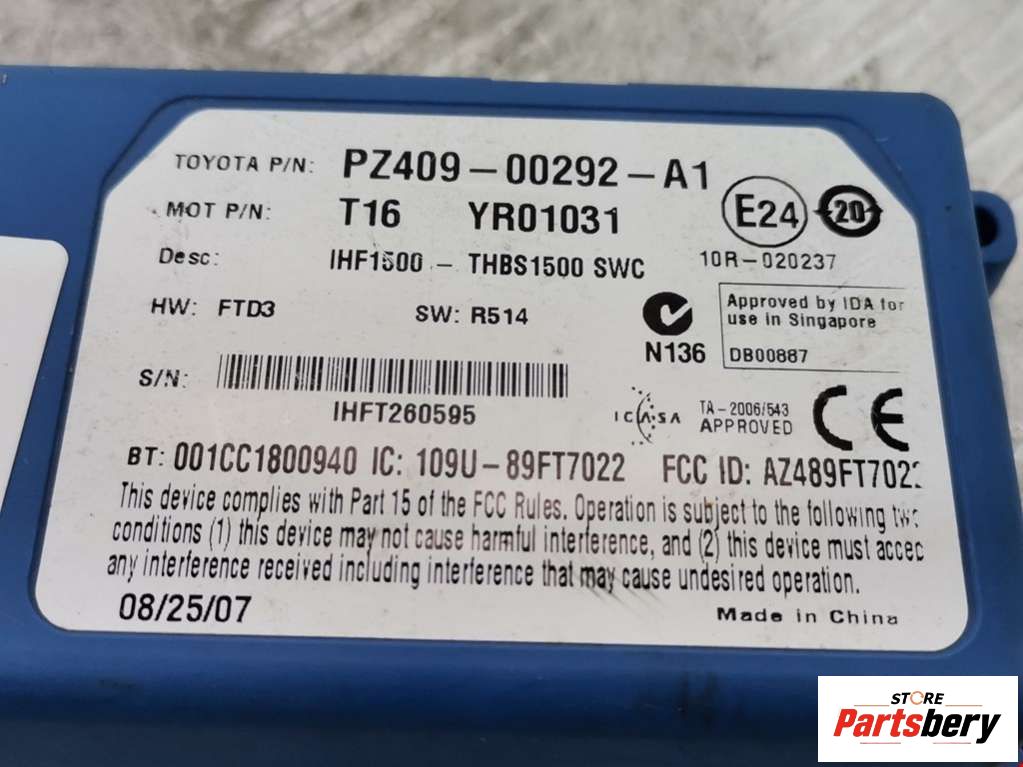 TOYOTA P/N: PZ409-00292-A1
MOT P/N: T16 YR01031
E24 20
Desc: IHF1500 - THBS1500 SWC
10R-020237
HW: FTD3 SW: R514
N136
Approved by IDA for
use in Singapore
DB00887
S/N:
IHFT260595
ICASA
TA-2006/543
APPROVED
CE
BT: 001CC1800940 IC: 109U-89FT7022 FCC ID: AZ489FT7022
This device complies with Part 15 of the FCC Rules. Operation is subject to the following two
conditions (1) this device may not cause harmful interference, and (2) this device must accep
any interference received including interference that may cause undesired operation.
08/25/07
Made in China
STORE
Partsbery